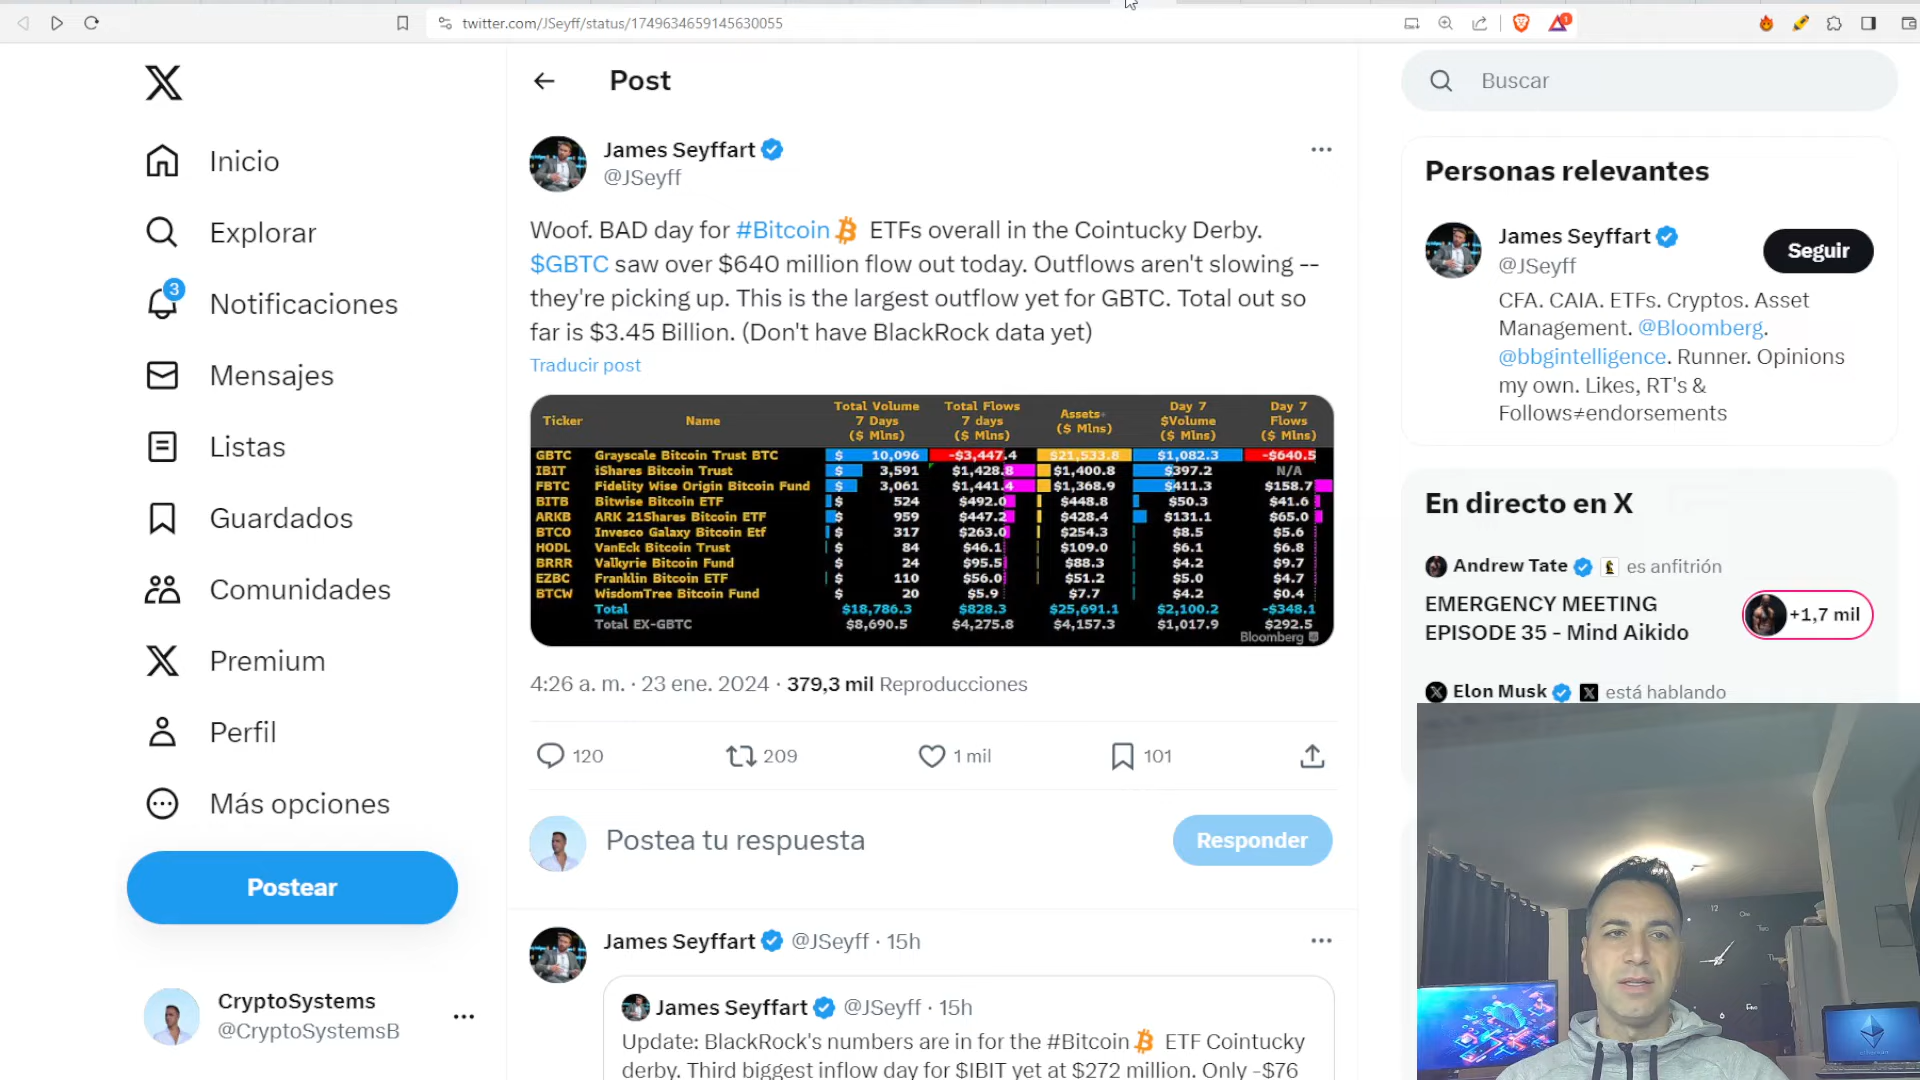 twitter.com/JSeyff/status/1749634659145630055
1
Inicio
Explorar
3
Notificaciones
Mensajes
Listas
Guardados
Comunidades
Premium
Perfil
Más opciones
Postear
CryptoSystems
@CryptoSystemsB
Post
James Seyffart
@JSeyff
Woof. BAD day for #Bitcoin ETFs overall in the Cointucky Derby.
$GBTC saw over $640 million flow out today. Outflows aren't slowing --
they're picking up. This is the largest outflow yet for GBTC. Total out so
far is $3.45 Billion. (Don't have BlackRock data yet)
Traducir post
Ticker Name Total Volume 7 Days ($ Mlns) Total Flows 7 days ($ Mlns) Assets ($ Mlns) Day 7 $Volume ($ Mlns) Day 7 Flows ($ Mlns)
GBTC Grayscale Bitcoin Trust BTC $ 10,096 -$3,447.4 $21,533.8 $1,082.3 -$640.5
IBIT iShares Bitcoin Trust $ 3,591 $1,428.8 $1,400.8 $397.2 N/A
FBTC Fidelity Wise Origin Bitcoin Fund $ 3,061 $1,441.4 $1,368.9 $411.3 $158.7
BITB Bitwise Bitcoin ETF $ 524 $492.0 $448.8 $50.3 $41.6
ARKB ARK 21Shares Bitcoin ETF $ 959 $447.2 $428.4 $131.1 $65.0
BTCO Invesco Galaxy Bitcoin Etf $ 317 $263.0 $254.3 $8.5 $5.6
HODL VanEck Bitcoin Trust $ 84 $46.1 $109.0 $6.1 $6.8
BRRR Valkyrie Bitcoin Fund $ 24 $95.5 $88.3 $4.2 $9.7
EZBC Franklin Bitcoin ETF $ 110 $56.0 $51.2 $5.0 $4.7
BTCW WisdomTree Bitcoin Fund $ 20 $5.9 $7.7 $4.2 $0.4
Total $18,786.3 $828.3 $25,691.1 $2,100.2 -$348.1
Total EX-GBTC $8,690.5 $4,275.8 $4,157.3 $1,017.9 $292.5
Bloomberg
4:26 a. m. · 23 ene. 2024 · 379,3 mil Reproducciones
120 209 1 mil 101
Postea tu respuesta
Responder
James Seyffart @JSeyff · 15h
James Seyffart @JSeyff · 15h
Update: BlackRock's numbers are in for the #Bitcoin ETF Cointucky
derby. Third biggest inflow day for $IBIT yet at $272 million. Only -$76
Buscar
Personas relevantes
James Seyffart
@JSeyff
Seguir
CFA. CAIA. ETFs. Cryptos. Asset
Management. @Bloomberg.
@bbgintelligence. Runner. Opinions
my own. Likes, RT's &
Follows≠endorsements
En directo en X
Andrew Tate es anfitrión
EMERGENCY MEETING
EPISODE 35 - Mind Aikido
+1,7 mil
Elon Musk está hablando